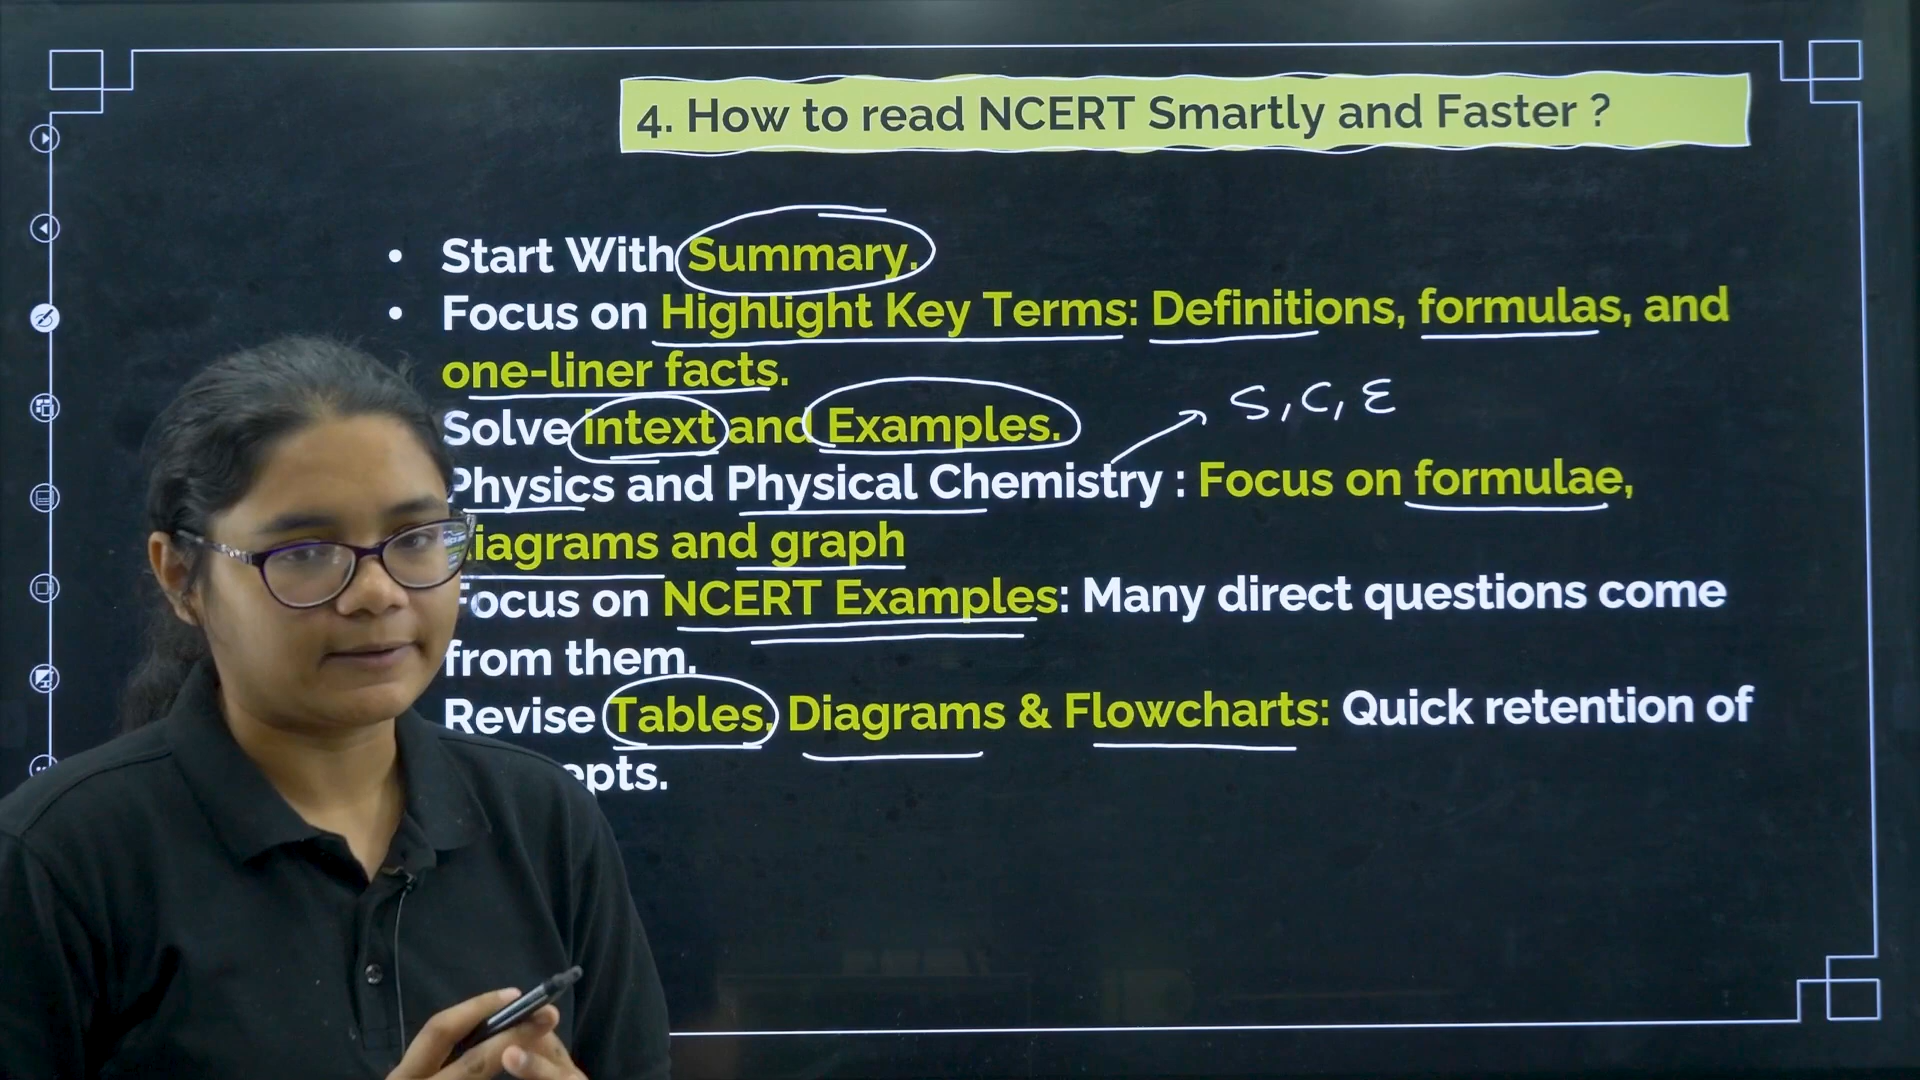 4. How to read NCERT Smartly and Faster ?
• Start With Summary.
• Focus on Highlight Key Terms: Definitions, formulas, and
one-liner facts.
S, C, E
Solve intext and Examples.
Physics and Physical Chemistry : Focus on formulae,
iagrams and graph
Focus on NCERT Examples: Many direct questions come
from them.
Revise Tables, Diagrams & Flowcharts: Quick retention of
epts.